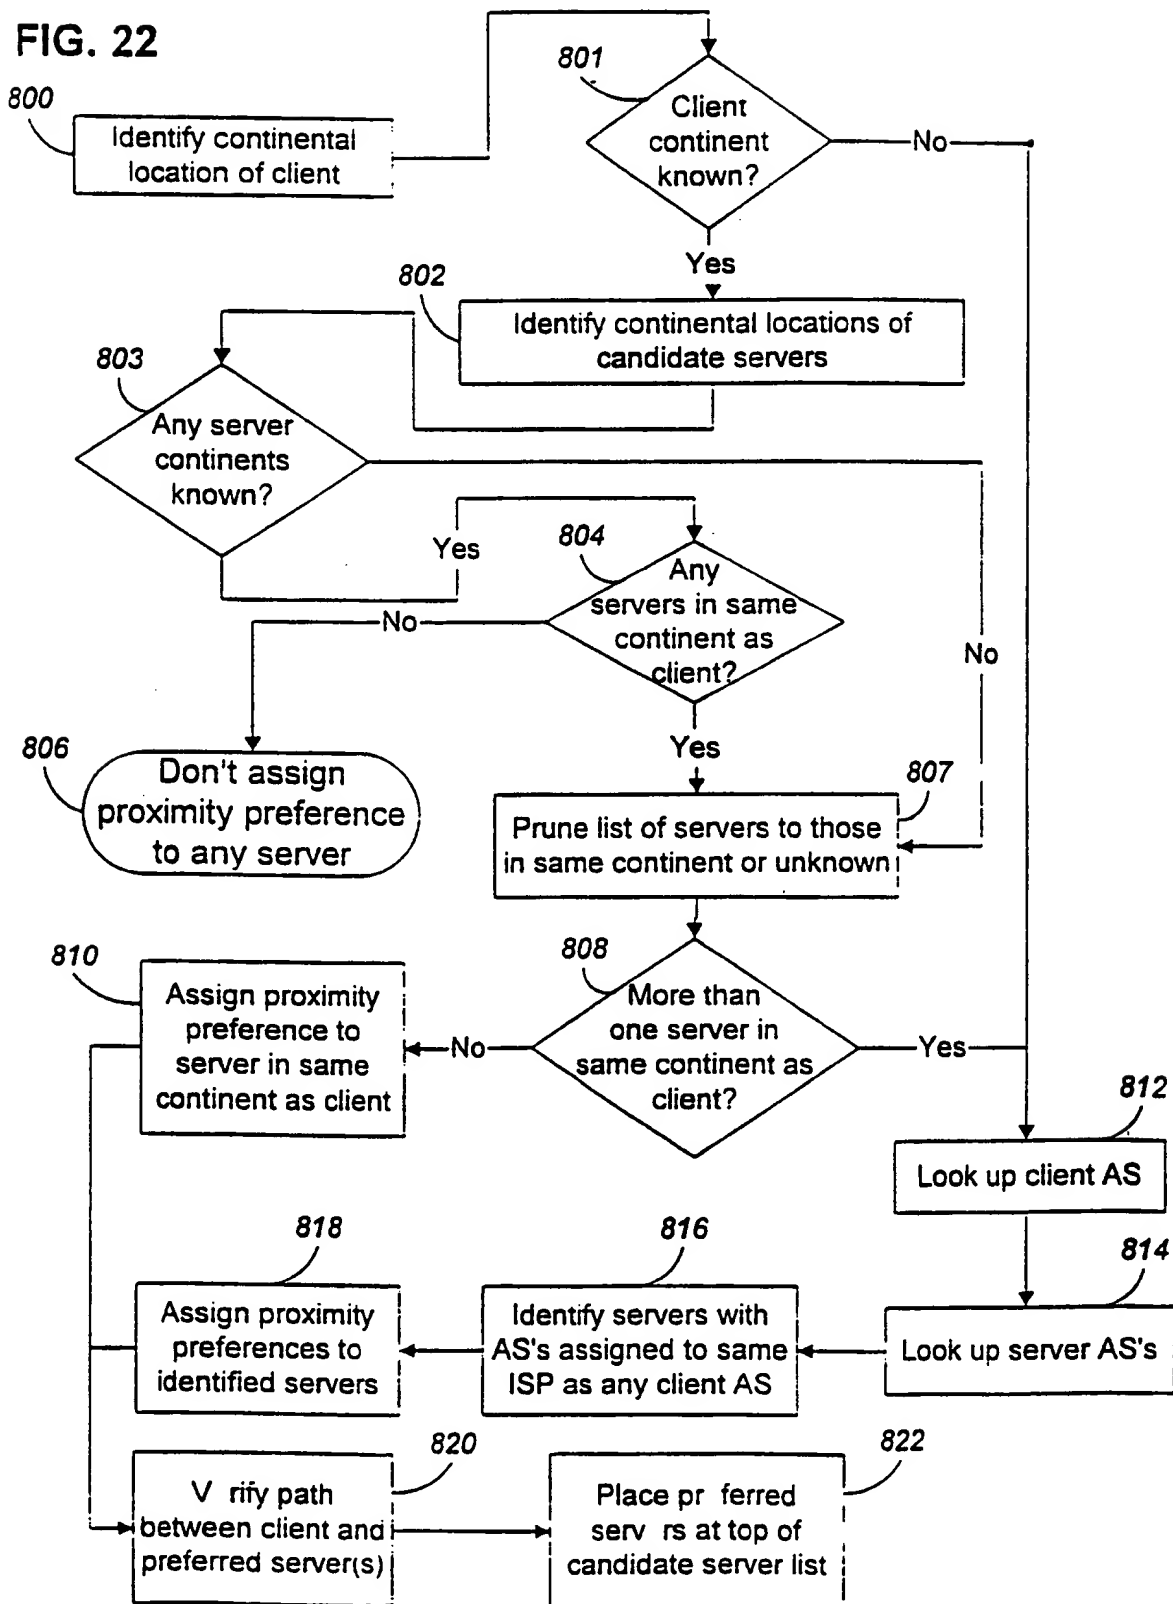 FIG. 22
800
Identify continental
location of client
801
Client
continent
known?
No
Yes
802
Identify continental locations of
candidate servers
803
Any server
continents
known?
Yes
No
804
Any
servers in same
continent as
client?
No
Yes
806
Don't assign
proximity preference
to any server
807
Prune list of servers to those
in same continent or unknown
808
More than
one server in
same continent as
client?
No
Yes
810
Assign proximity
preference to
server in same
continent as client
812
Look up client AS
814
Look up server AS's
816
Identify servers with
AS's assigned to same
ISP as any client AS
818
Assign proximity
preferences to
identified servers
820
V rify path
between client and
preferred server(s)
822
Place pr ferred
serv rs at top of
candidate server list